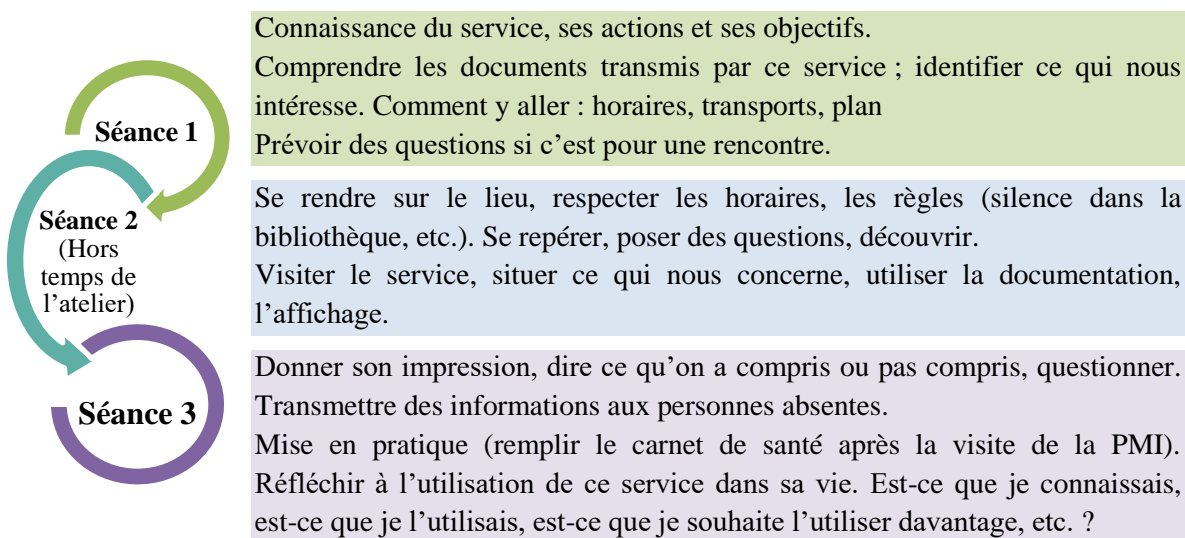 Séance 1
Connaissance du service, ses actions et ses objectifs.
Comprendre les documents transmis par ce service ; identifier ce qui nous
intéresse. Comment y aller : horaires, transports, plan
Prévoir des questions si c’est pour une rencontre.
Séance 2
(Hors
temps de
l’atelier)
Se rendre sur le lieu, respecter les horaires, les règles (silence dans la
bibliothèque, etc.). Se repérer, poser des questions, découvrir.
Visiter le service, situer ce qui nous concerne, utiliser la documentation,
l’affichage.
Séance 3
Donner son impression, dire ce qu’on a compris ou pas compris, questionner.
Transmettre des informations aux personnes absentes.
Mise en pratique (remplir le carnet de santé après la visite de la PMI).
Réfléchir à l’utilisation de ce service dans sa vie. Est-ce que je connaissais,
est-ce que je l’utilisais, est-ce que je souhaite l’utiliser davantage, etc. ?